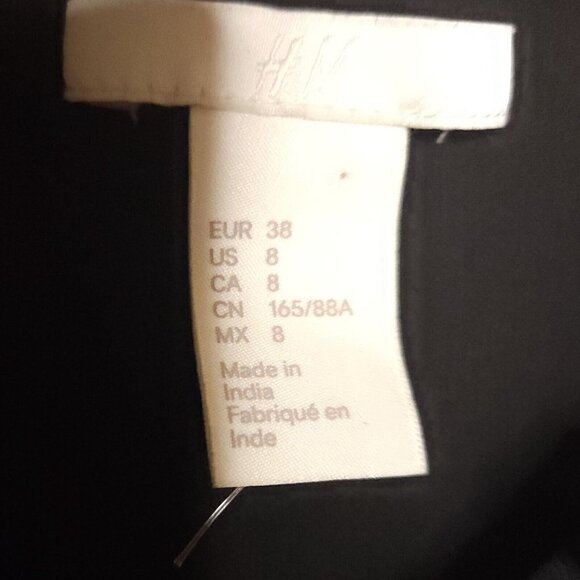 H&M
EUR 38
US 8
CA 8
CN 165/88A
MX 8
Made in
India
Fabriqué en
Inde